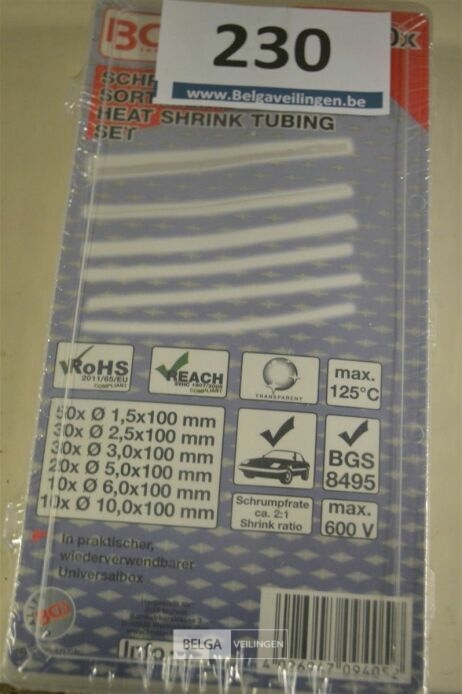 230
www.Belgaveilingen.be
HEAT SHRINK TUBING
SET
RoHS
2011/65/EU
COMPLIANT
REACH
COMPLIANT
TRANSPARENT
max.
125°C
50x Ø 1,5x100 mm
Ø 2,5x100 mm
Ø 3,0x100 mm
20x Ø 5,0x100 mm
10x Ø 6,0x100 mm
10x Ø 10,0x100 mm
BGS
8495
Schrumpfrate
ca. 2:1
Shrink ratio
max.
600 V
In praktischer,
wiederverwendbarer
Universalbox
BELGA VEILINGEN